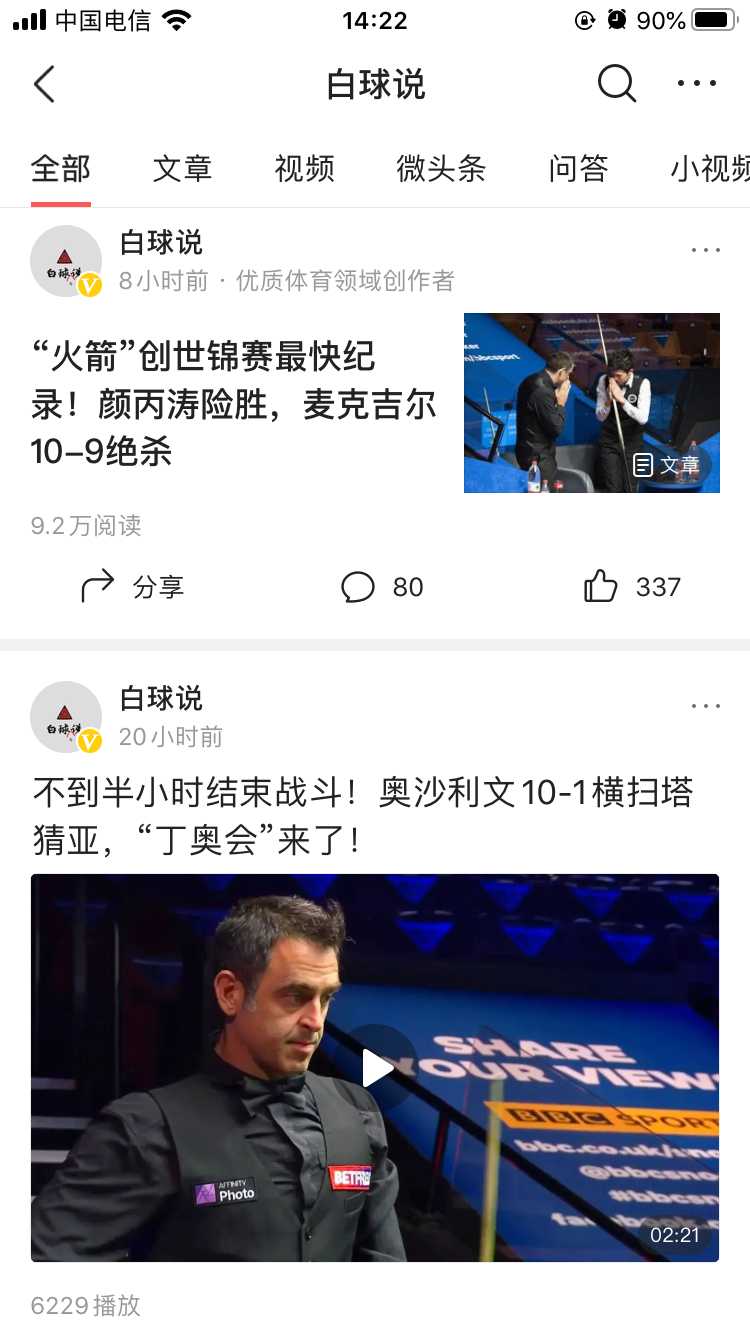 中国电信 14:22 90%
白球说
全部 文章 视频 微头条 问答 小视频
白球说
8小时前 · 优质体育领域创作者
“火箭”创世锦赛最快纪
录！颜丙涛险胜，麦克吉尔
10–9绝杀
文章
9.2万阅读
分享 80 337
白球说
白球说
20小时前
不到半小时结束战斗！奥沙利文10-1横扫塔
猜亚，“丁奥会”来了！
SHARE
YOUR VIEWS
BBC SPORT
bbc.co.uk/
AFFINITY
Photo
02:21
6229播放